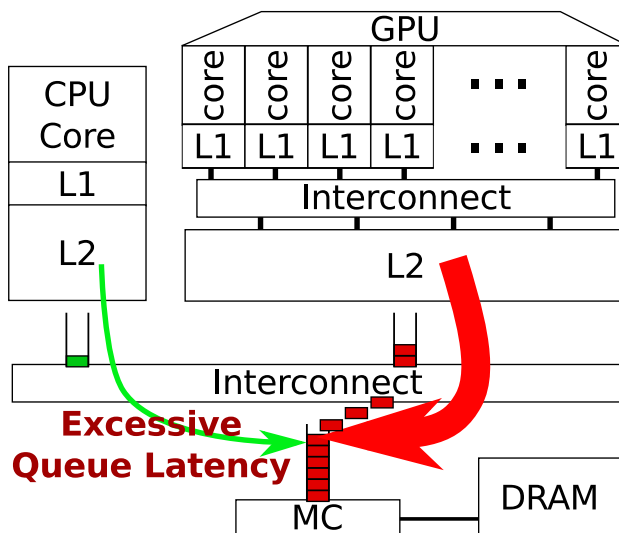 GPU
core core core core ... core
L1 L1 L1 L1 ... L1
CPU
Core
L1
L2
Interconnect
L2
Interconnect
Excessive
Queue Latency
MC
DRAM